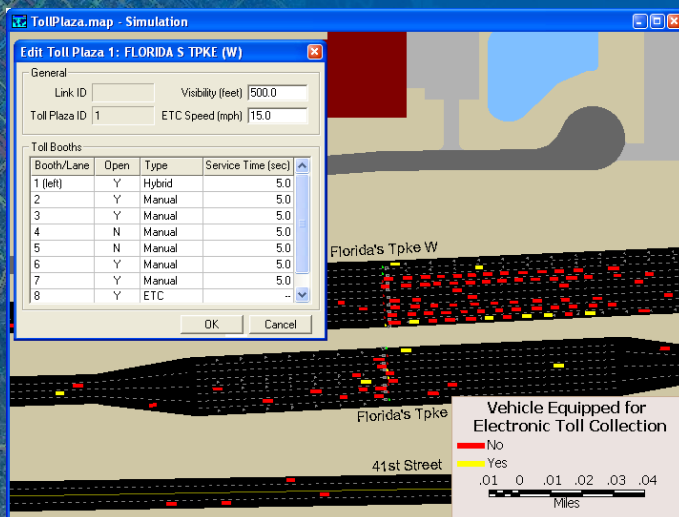 TollPlaza.map - Simulation
Edit Toll Plaza 1: FLORIDA S TPKE (W)
General
Link ID
Visibility (feet) 500.0
Toll Plaza ID 1
ETC Speed (mph) 15.0
Toll Booths
Booth/Lane Open Type Service Time (sec)
1 (left) Y Hybrid 5.0
2 Y Manual 5.0
3 Y Manual 5.0
4 N Manual 5.0
5 N Manual 5.0
6 Y Manual 5.0
7 Y Manual 5.0
8 Y ETC --
OK Cancel
Florida's Tpke W
Florida's Tpke
41st Street
Vehicle Equipped for
Electronic Toll Collection
No
Yes
.01 0 .01 .02 .03 .04
Miles